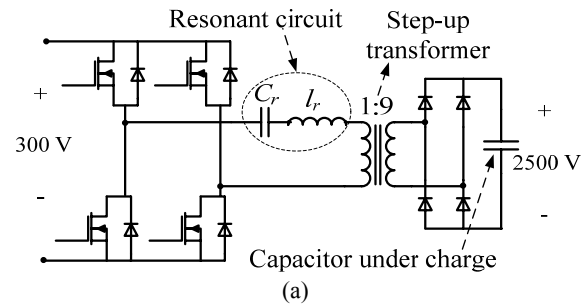 Resonant circuit
Step-up
transformer
Cr
lr
1:9
+
300 V
-
+
2500 V
-
Capacitor under charge
(a)